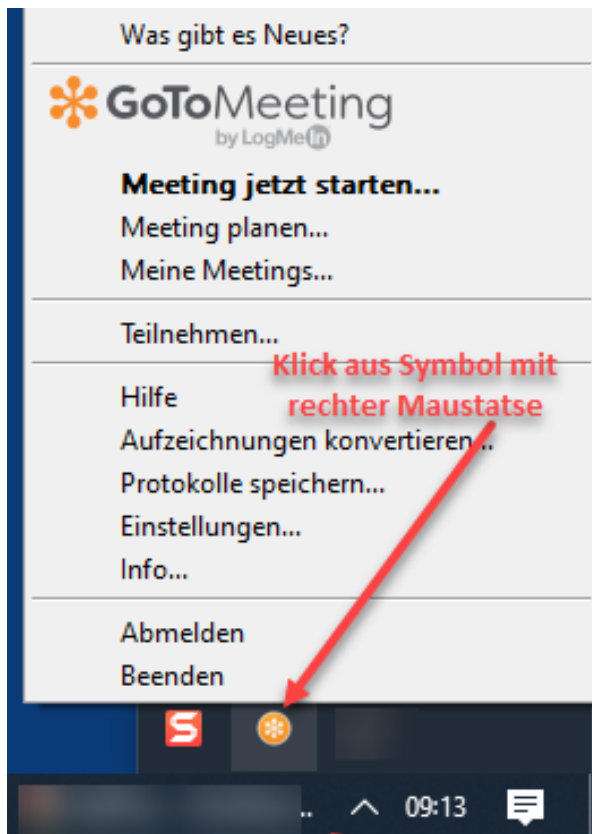 Was gibt es Neues?
GoToMeeting
by LogMeIn
Meeting jetzt starten...
Meeting planen...
Meine Meetings...
Teilnehmen...
Klick aus Symbol mit
rechter Maustatse
Hilfe
Aufzeichnungen konvertieren...
Protokolle speichern...
Einstellungen...
Info...
Abmelden
Beenden
S
.. 09:13